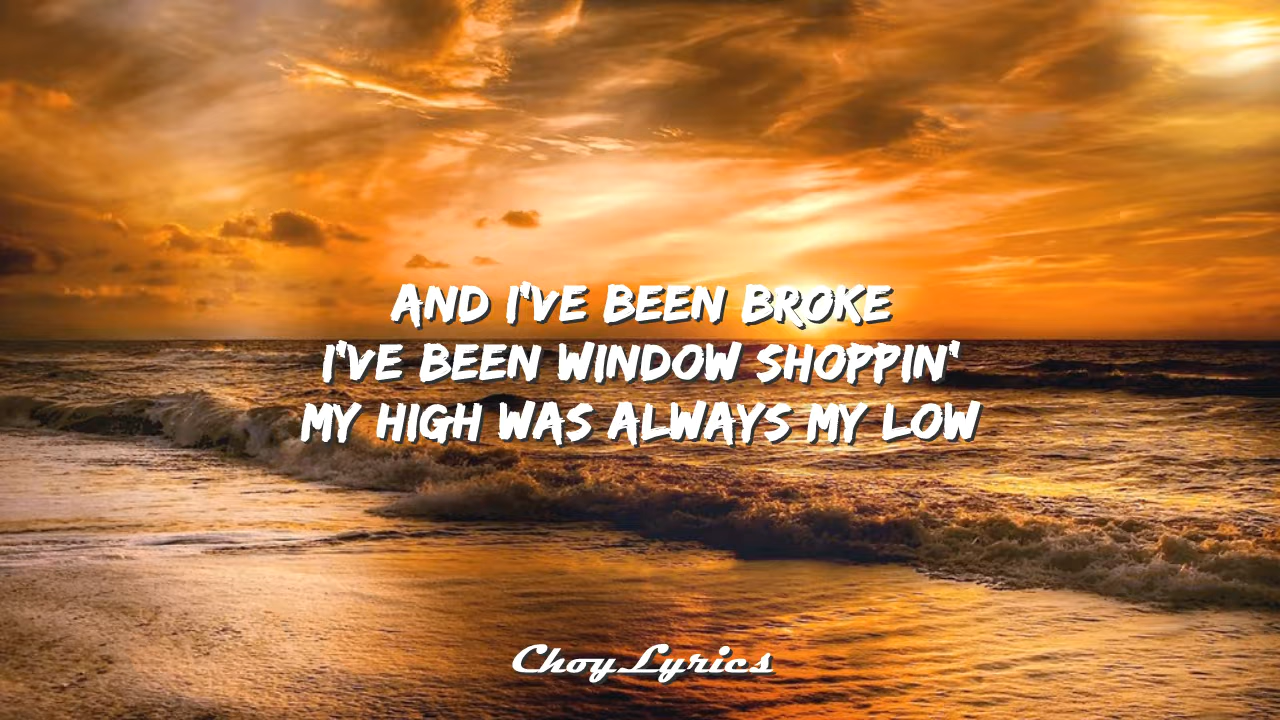 AND I'VE BEEN BROKE
I'VE BEEN WINDOW SHOPPIN'
MY HIGH WAS ALWAYS MY LOW
ChoyLyrics